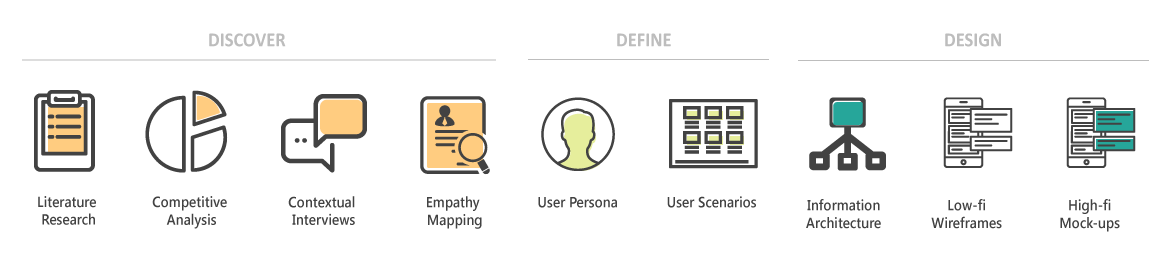 DISCOVER
DEFINE
DESIGN
Literature
Research
Competitive
Analysis
Contextual
Interviews
Empathy
Mapping
User Persona
User Scenarios
Information
Architecture
Low-fi
Wireframes
High-fi
Mock-ups